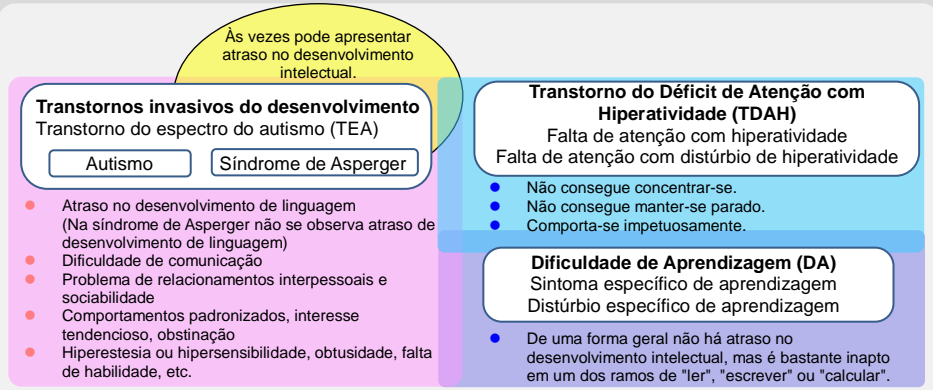 Às vezes pode apresentar
atraso no desenvolvimento
intelectual.
Transtornos invasivos do desenvolvimento
Transtorno do espectro do autismo (TEA)
Autismo
Síndrome de Asperger
Atraso no desenvolvimento de linguagem
(Na síndrome de Asperger não se observa atraso de
desenvolvimento de linguagem)
Dificuldade de comunicação
Problema de relacionamentos interpessoais e
sociabilidade
Comportamentos padronizados, interesse
tendencioso, obstinação
Hiperestesia ou hipersensibilidade, obtusidade, falta
de habilidade, etc.
Transtorno do Déficit de Atenção com
Hiperatividade (TDAH)
Falta de atenção com hiperatividade
Falta de atenção com distúrbio de hiperatividade
Não consegue concentrar-se.
Não consegue manter-se parado.
Comporta-se impetuosamente.
Dificuldade de Aprendizagem (DA)
Sintoma específico de aprendizagem
Distúrbio específico de aprendizagem
De uma forma geral não há atraso no
desenvolvimento intelectual, mas é bastante inapto
em um dos ramos de "ler", "escrever" ou "calcular".